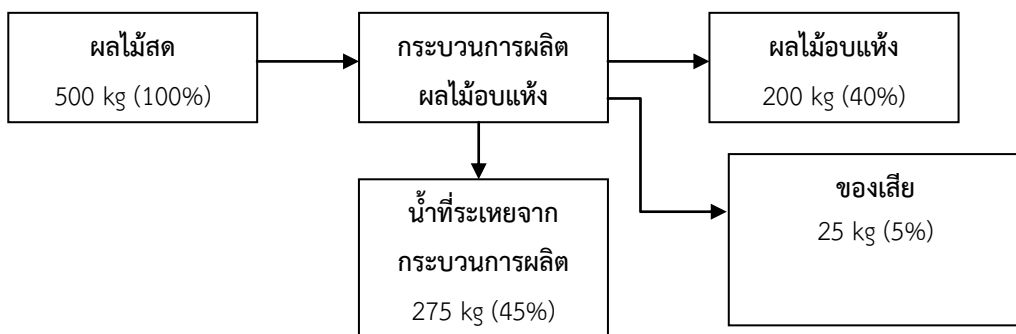 ผลไม้สด
500 kg (100%)
กระบวนการผลิต
ผลไม้อบแห้ง
ผลไม้อบแห้ง
200 kg (40%)
น้ำที่ระเหยจาก
กระบวนการผลิต
275 kg (45%)
ของเสีย
25 kg (5%)